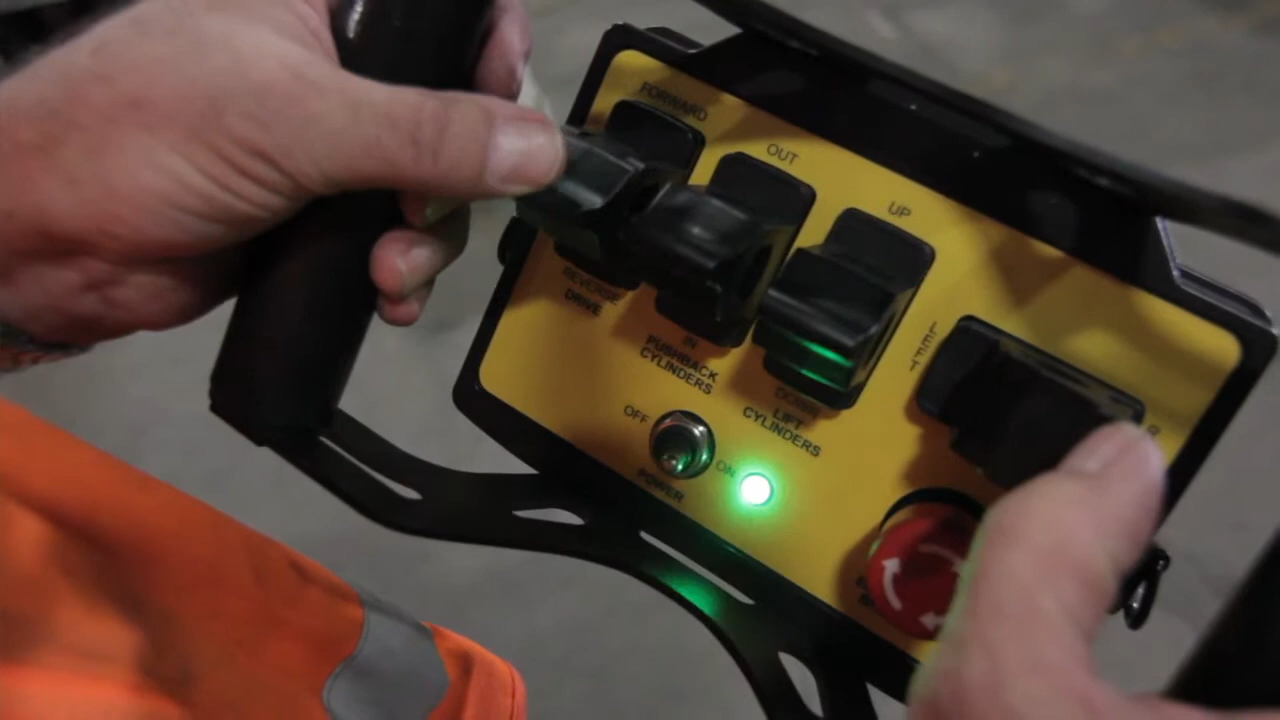 FORWARD
REVERSE
DRIVE
OUT
IN
PUSHBACK
CYLINDERS
UP
DOWN
LIFT
CYLINDERS
LEFT
OFF
ON
POWER